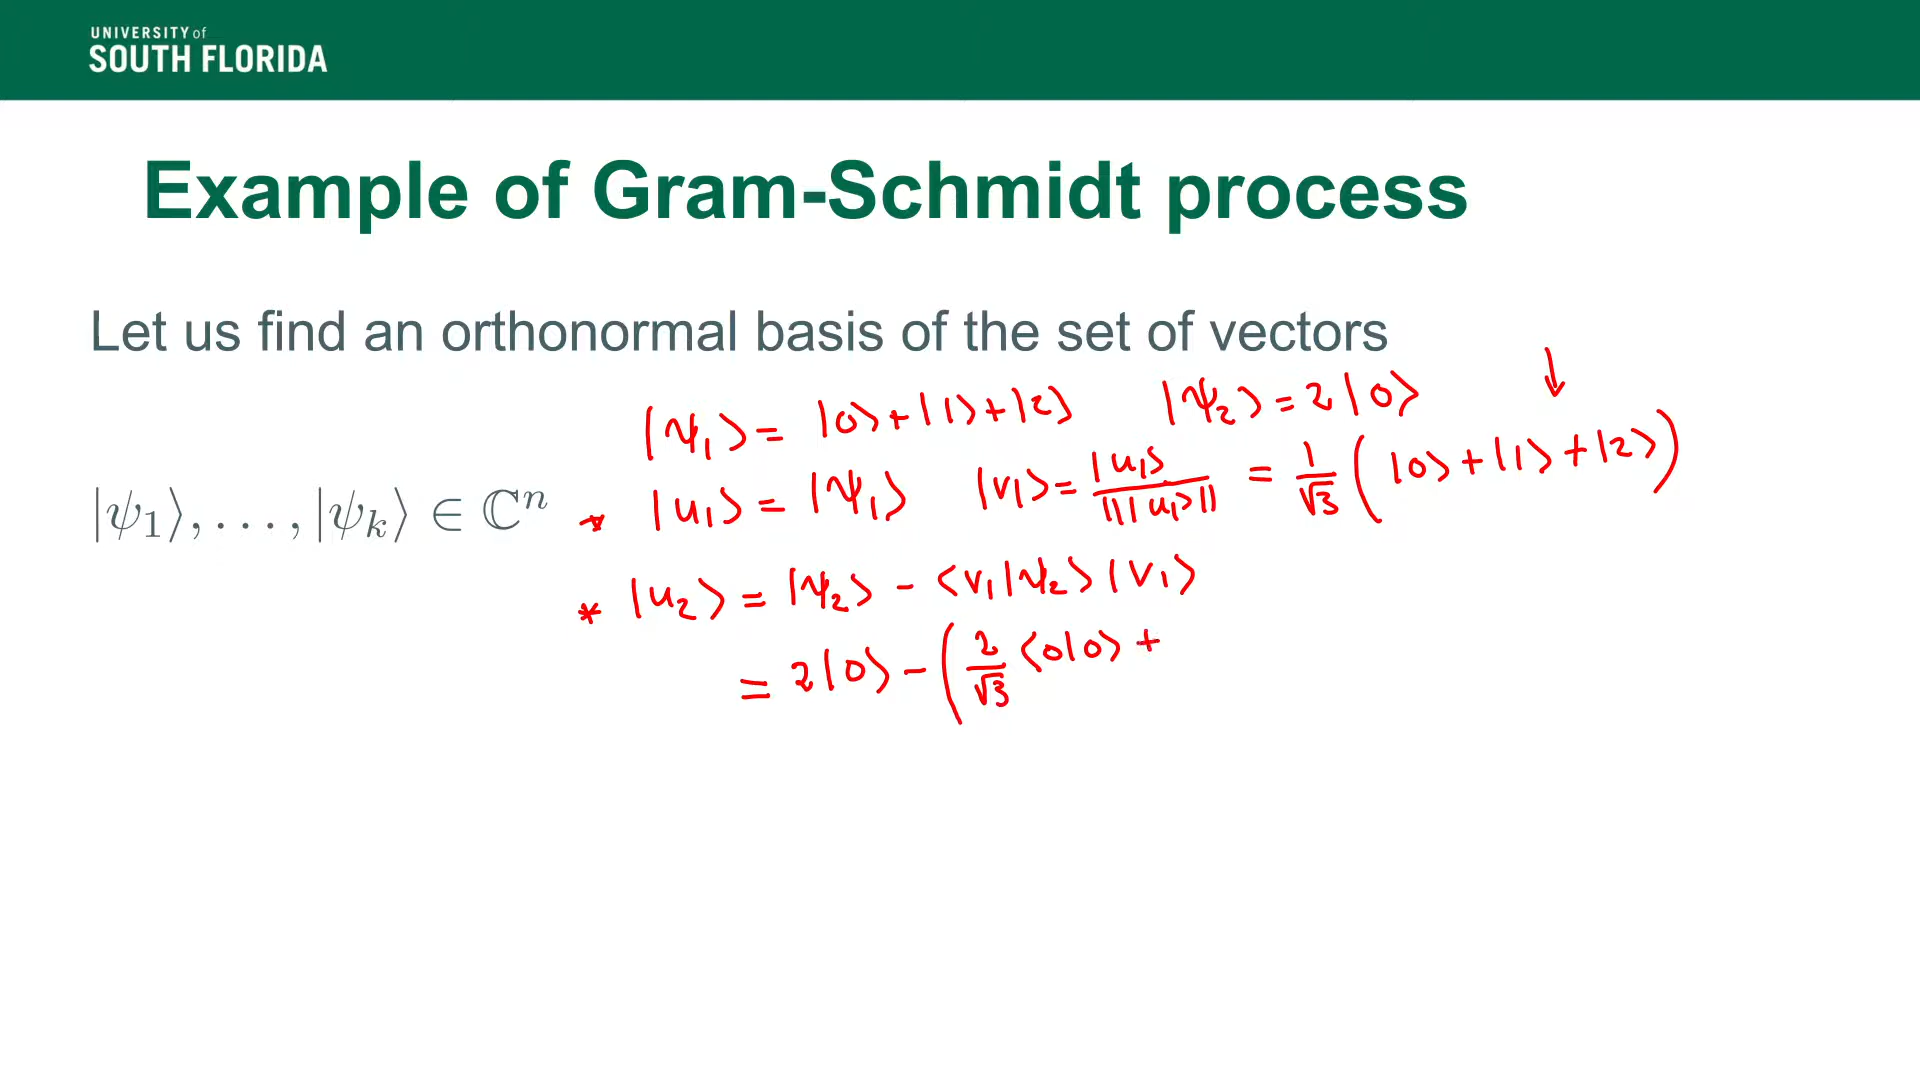 UNIVERSITY of
SOUTH FLORIDA
Example of Gram-Schmidt process
Let us find an orthonormal basis of the set of vectors
|ψ₁⟩ = |0⟩+|1⟩+|2⟩ |ψ₂⟩ = 2|0⟩ ↓
|ψ₁⟩, . . . , |ψₖ⟩ ∈ ℂⁿ
* |u₁⟩ = |ψ₁⟩ |v₁⟩ = |u₁⟩ / || |u₁⟩ || = 1/√3 ( |0⟩+|1⟩+|2⟩ )
* |u₂⟩ = |ψ₂⟩ - ⟨v₁|ψ₂⟩ |v₁⟩
= 2|0⟩ - ( 2/√3 ⟨0|0⟩ +